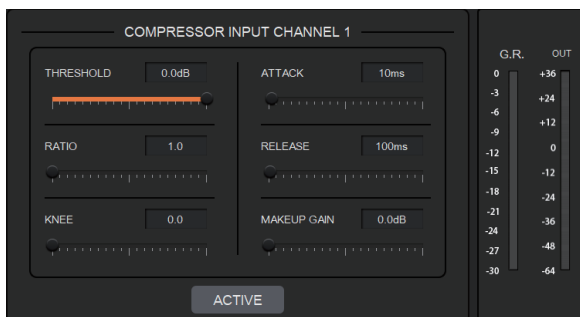 COMPRESSOR INPUT CHANNEL 1
THRESHOLD 0.0dB
ATTACK 10ms
RATIO 1.0
RELEASE 100ms
KNEE 0.0
MAKEUP GAIN 0.0dB
ACTIVE
G.R. OUT
0 +36
-3
+24
-6
+12
-9
0
-12
-15 -12
-18
-24
-21
-36
-24
-48
-27
-30 -64